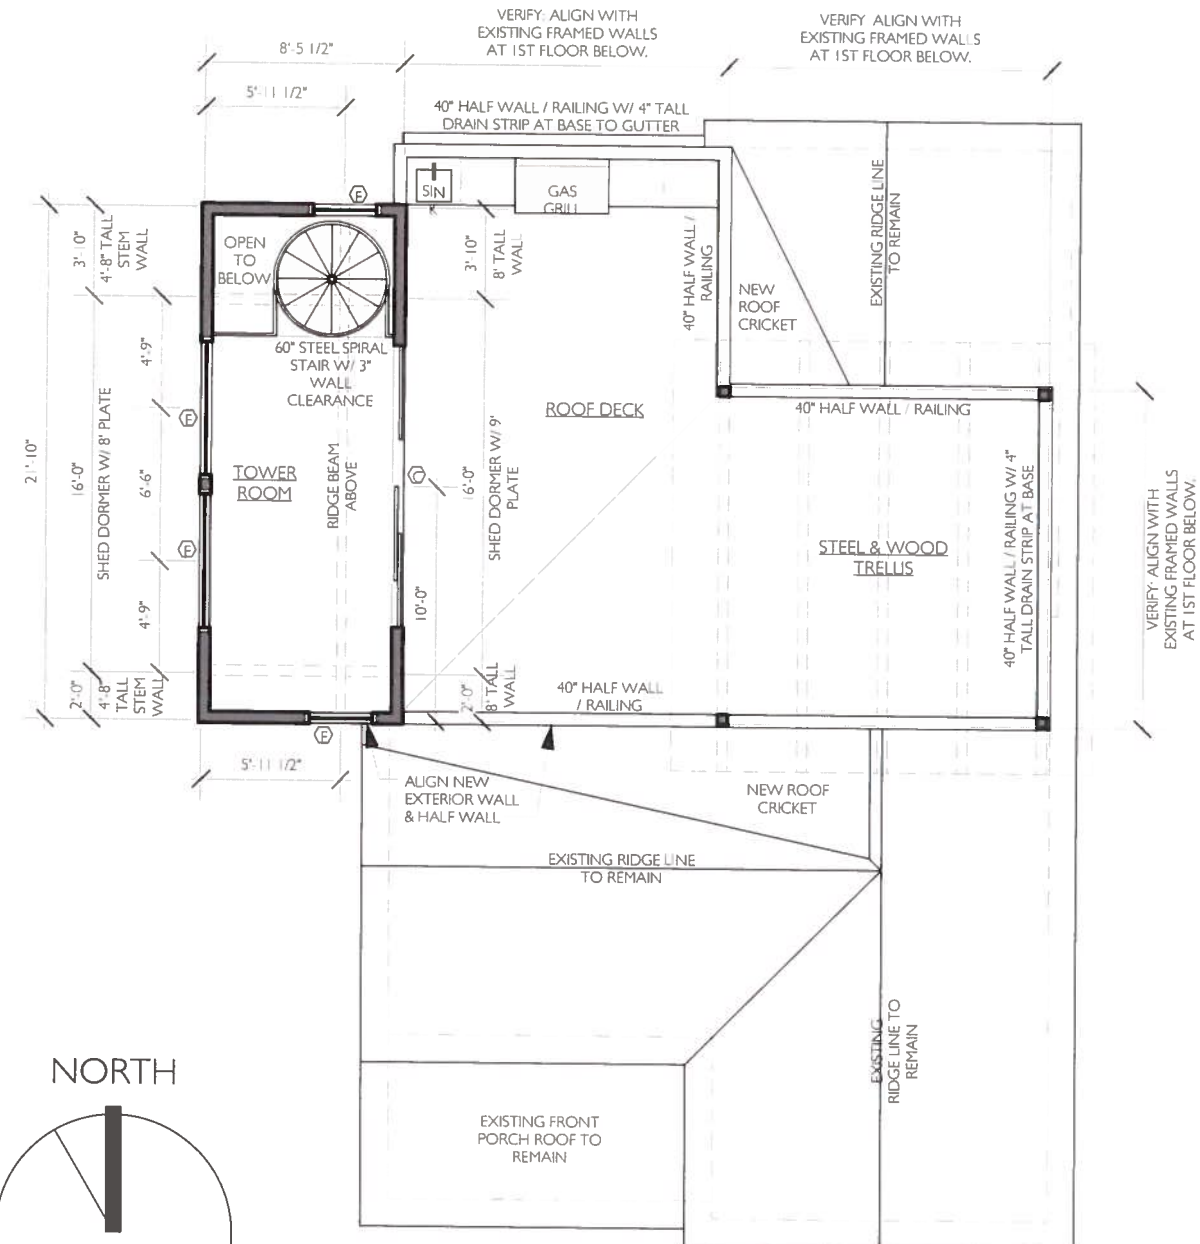 VERIFY: ALIGN WITH
EXISTING FRAMED WALLS
AT 1ST FLOOR BELOW.
VERIFY ALIGN WITH
EXISTING FRAMED WALLS
AT 1ST FLOOR BELOW.
8'-5 1/2"
5'-11 1/2"
40" HALF WALL / RAILING W/ 4" TALL
DRAIN STRIP AT BASE TO GUTTER
E
SIN
K
GAS
GRILL
OPEN
TO
BELOW
3'-10"
4'-8" TALL
STEM
WALL
3'-10"
8' TALL
WALL
40" HALF WALL /
RAILING
NEW
ROOF
CRICKET
EXISTING RIDGE LINE
TO REMAIN
60" STEEL SPIRAL
STAIR W/ 3"
WALL
CLEARANCE
4'-9"
E
ROOF DECK
40" HALF WALL / RAILING
21'-10"
16'-0"
SHED DORMER W/ 8' PLATE
6'-6"
TOWER
ROOM
RIDGE BEAM
ABOVE
16'-0"
SHED DORMER W/ 9'
PLATE
E
STEEL & WOOD
TRELLIS
40" HALF WALL / RAILING W/ 4"
TALL DRAIN STRIP AT BASE
VERIFY: ALIGN WITH
EXISTING FRAMED WALLS
AT 1ST FLOOR BELOW.
4'-9"
10'-0"
2'-0"
4'-8"
TALL
STEM
WALL
2'-0"
8' TALL
WALL
40" HALF WALL
/ RAILING
E
5'-11 1/2"
ALIGN NEW
EXTERIOR WALL
& HALF WALL
NEW ROOF
CRICKET
EXISTING RIDGE LINE
TO REMAIN
EXISTING
RIDGE LINE TO
REMAIN
NORTH
EXISTING FRONT
PORCH ROOF TO
REMAIN